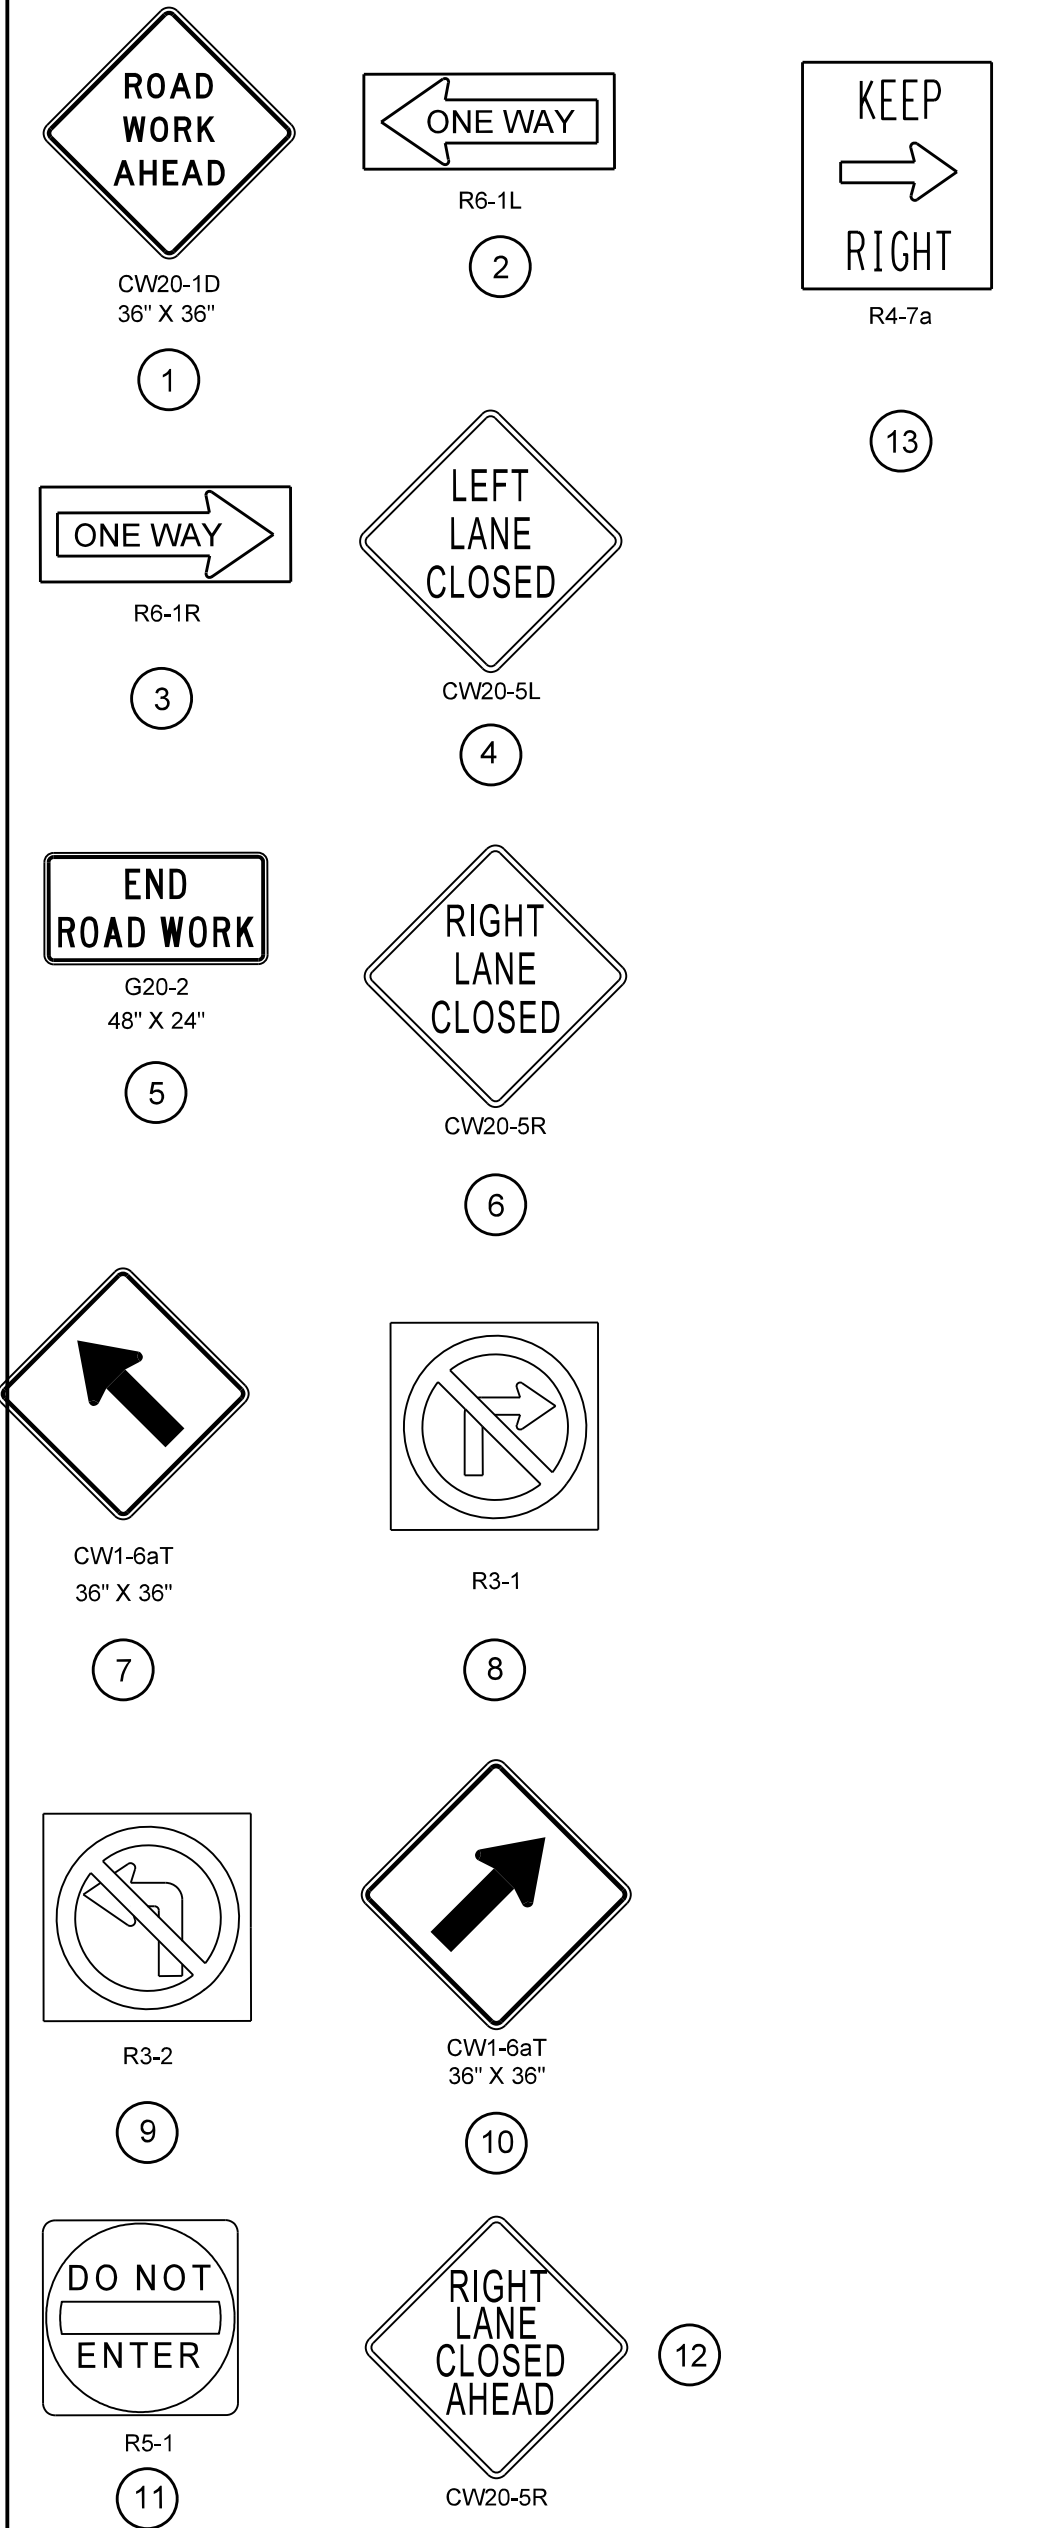 ROAD
WORK
AHEAD
CW20-1D
36" X 36"
1
ONE WAY
R6-1L
2
KEEP
RIGHT
R4-7a
13
ONE WAY
R6-1R
3
LEFT
LANE
CLOSED
CW20-5L
4
END
ROAD WORK
G20-2
48" X 24"
5
RIGHT
LANE
CLOSED
CW20-5R
6
CW1-6aT
36" X 36"
7
R3-1
8
R3-2
9
CW1-6aT
36" X 36"
10
DO NOT
ENTER
R5-1
11
RIGHT
LANE
CLOSED
AHEAD
CW20-5R
12